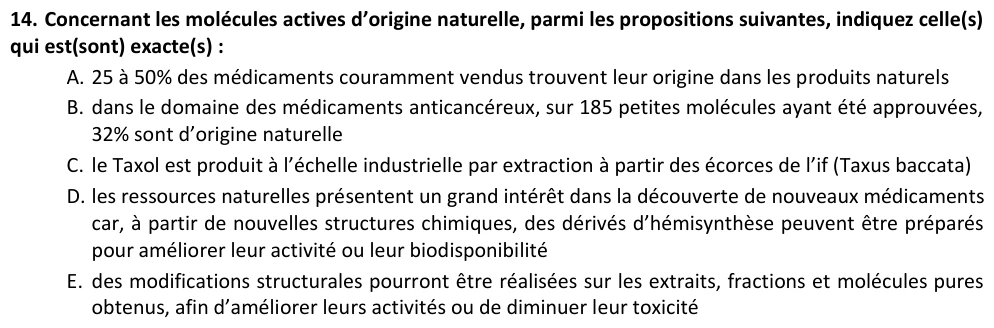 14. Concernant les molécules actives d’origine naturelle, parmi les propositions suivantes, indiquez celle(s)
qui est(sont) exacte(s) :
A. 25 à 50% des médicaments couramment vendus trouvent leur origine dans les produits naturels
B. dans le domaine des médicaments anticancéreux, sur 185 petites molécules ayant été approuvées,
32% sont d’origine naturelle
C. le Taxol est produit à l’échelle industrielle par extraction à partir des écorces de l’if (Taxus baccata)
D. les ressources naturelles présentent un grand intérêt dans la découverte de nouveaux médicaments
car, à partir de nouvelles structures chimiques, des dérivés d’hémisynthèse peuvent être préparés
pour améliorer leur activité ou leur biodisponibilité
E. des modifications structurales pourront être réalisées sur les extraits, fractions et molécules pures
obtenus, afin d’améliorer leurs activités ou de diminuer leur toxicité